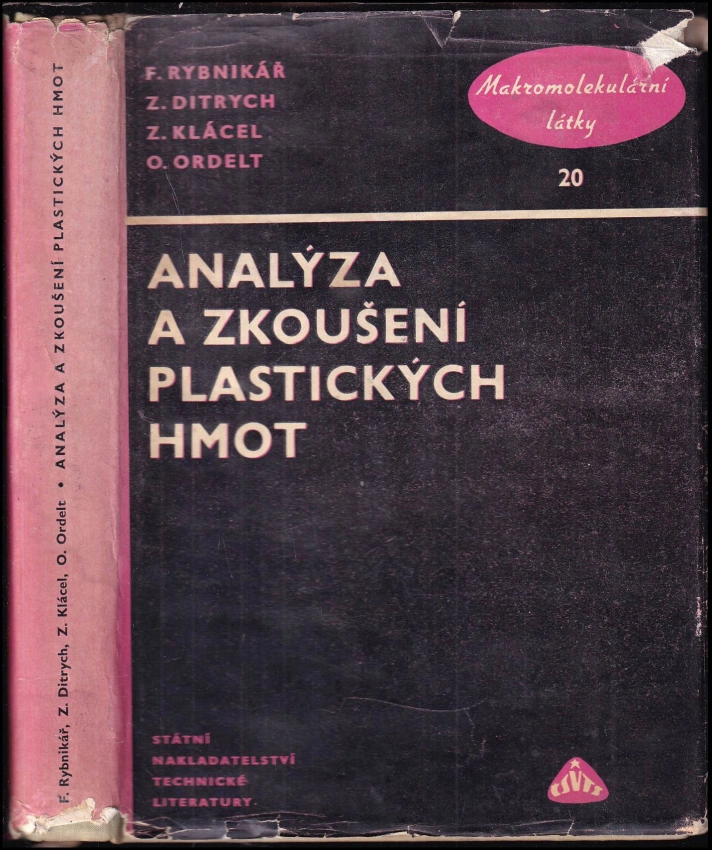 F. Rybnikář, Z. Ditrych, Z. Klácel, O. Ordelt • ANALÝZA A ZKOUŠENÍ PLASTICKÝCH HMOT
F. RYBNIKÁŘ
Z. DITRYCH
Z. KLÁCEL
O. ORDELT
Makromolekulární
látky
20
ANALÝZA
A ZKOUŠENÍ
PLASTICKÝCH
HMOT
STÁTNÍ
NAKLADATELSTVÍ
TECHNICKÉ
LITERATURY
ČSVTS